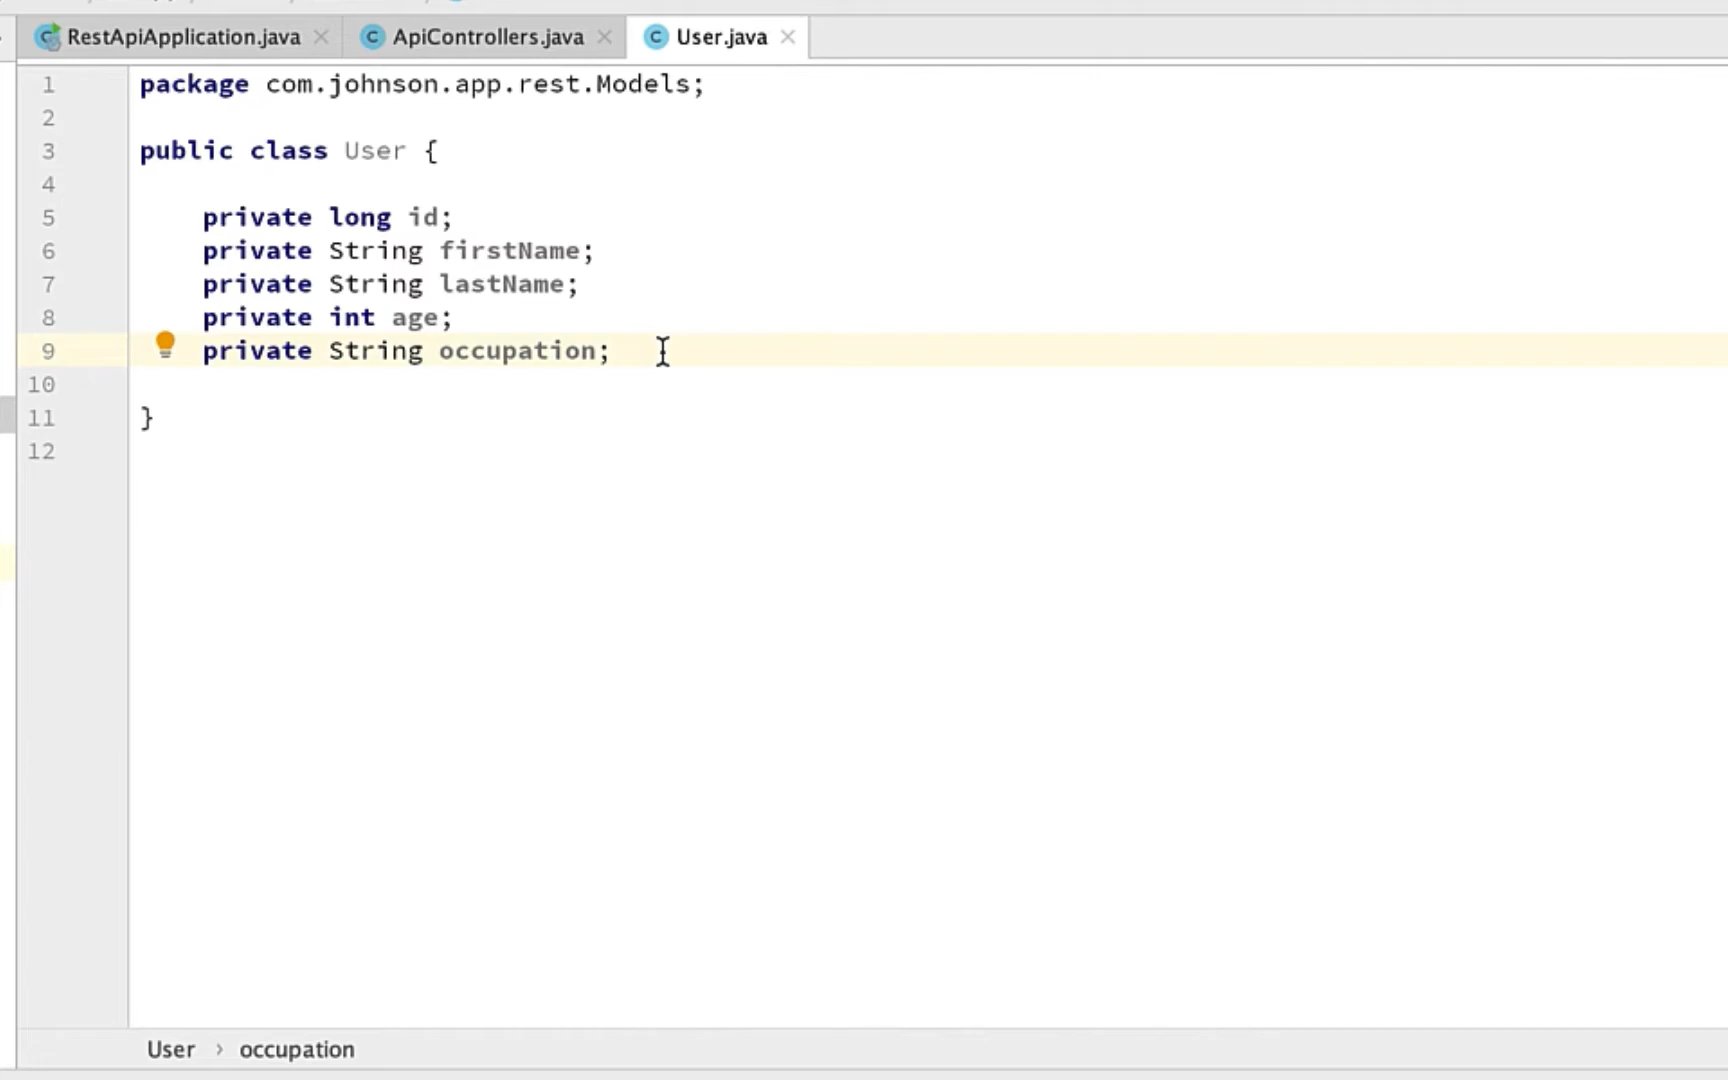 RestApiApplication.java ApiControllers.java User.java
1 package com.johnson.app.rest.Models;
2
3 public class User {
4
5 private long id;
6 private String firstName;
7 private String lastName;
8 private int age;
9 private String occupation;
10
11 }
12
User › occupation